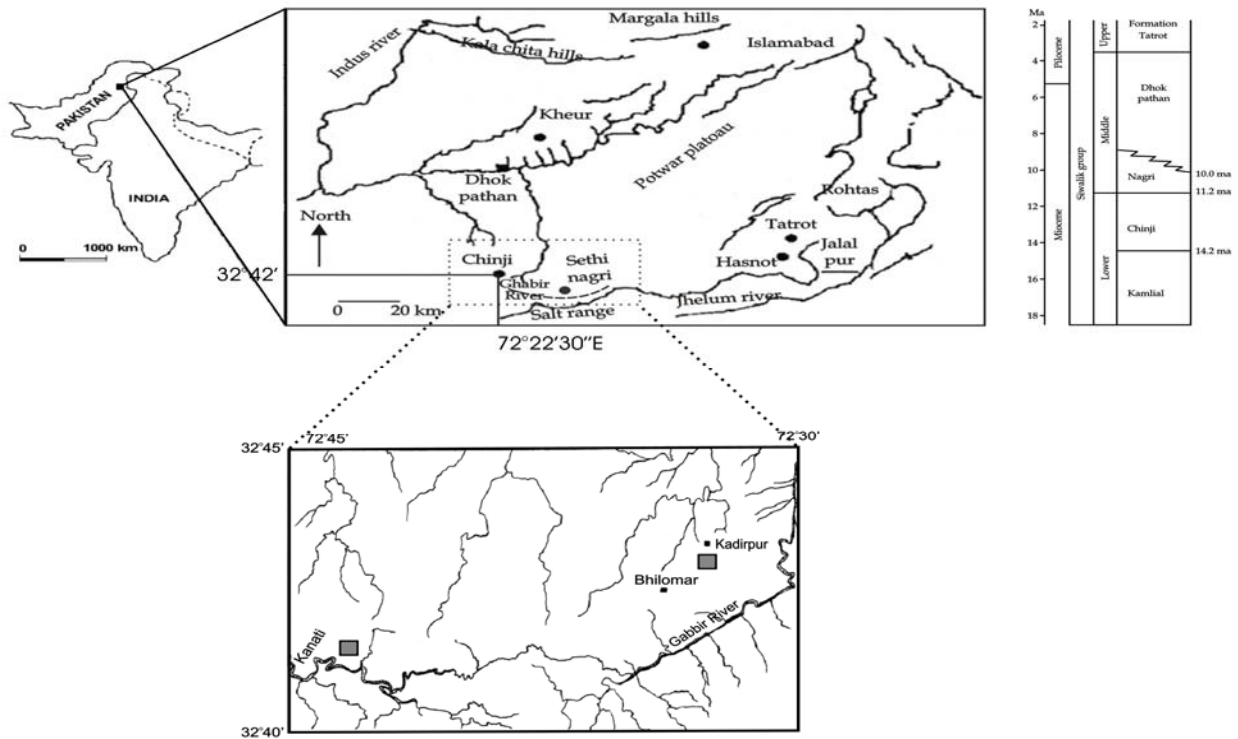 PAKISTAN
INDIA
0 1000 km
Margala hills
Indus river
Kala chita hills
Islamabad
Kheur
Potwar platoau
Dhok
pathan
Rohtas
North
Tatrot
Chinji
Sethi
nagri
Hasnot
Jalal
pur
32°42'
Ghabir
River
0 20 km
Salt range
Jhelum river
72°22'30"E
Ma
2
4
6
8
10
12
14
16
18
Pilocene
Miocene
Siwalik group
Upper
Middle
Lower
Formation
Tatrot
Dhok
pathan
Nagri
10.0 ma
11.2 ma
Chinji
14.2 ma
Kamlial
32°45'
72°45'
72°30'
Kadirpur
Bhilomar
Gabbir River
Kanati
32°40'